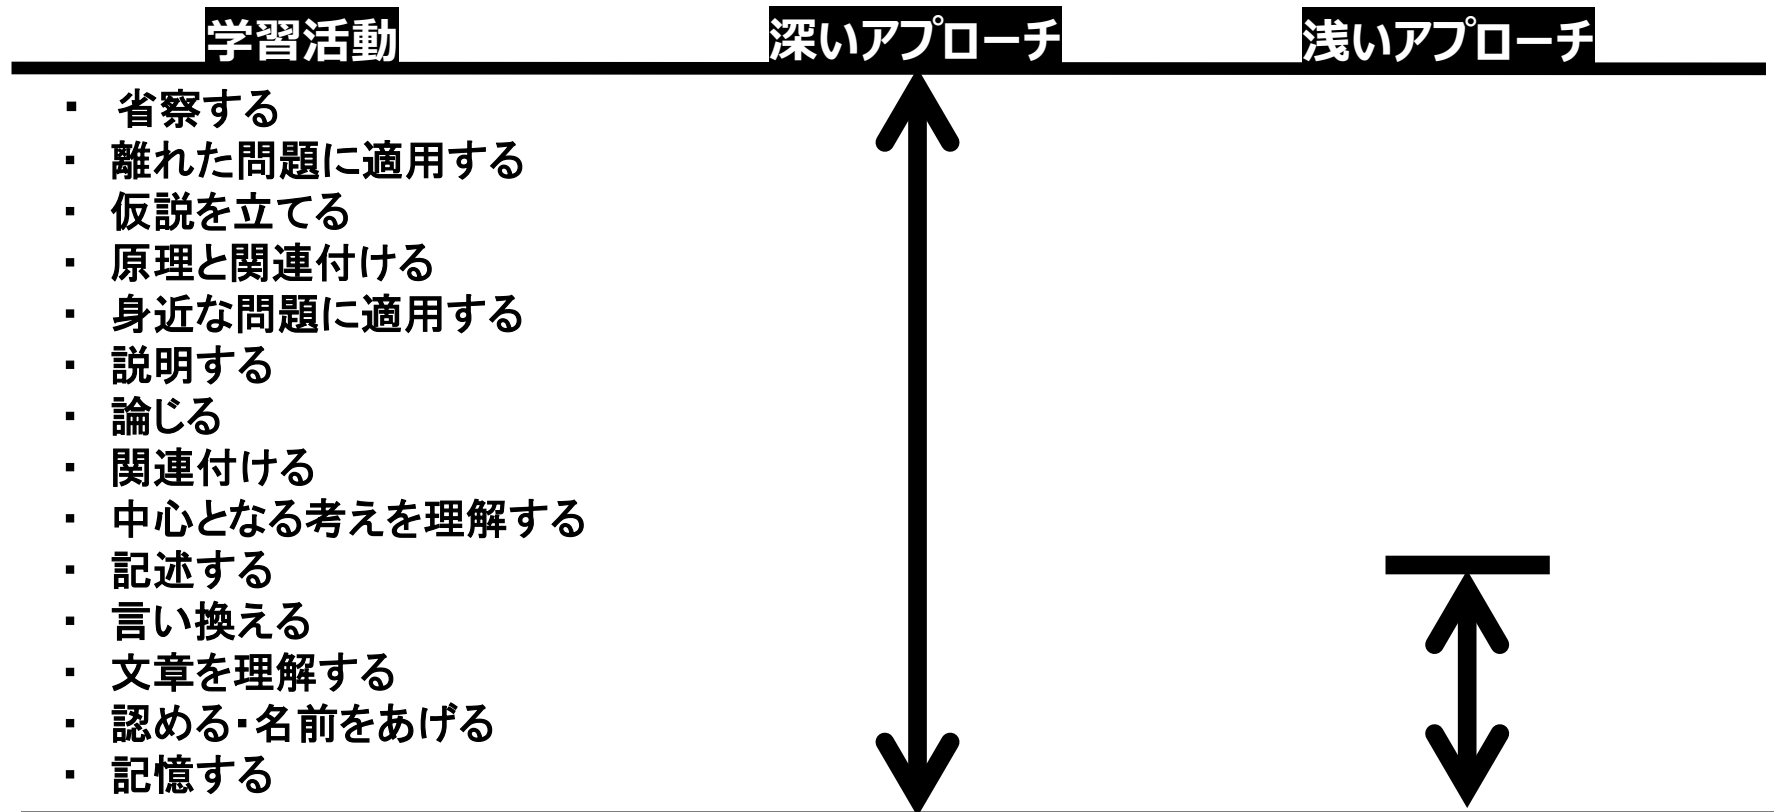 学習活動 深いアプローチ 浅いアプローチ
・ 省察する
・ 離れた問題に適用する
・ 仮説を立てる
・ 原理と関連付ける
・ 身近な問題に適用する
・ 説明する
・ 論じる
・ 関連付ける
・ 中心となる考えを理解する
・ 記述する
・ 言い換える
・ 文章を理解する
・ 認める・名前をあげる
・ 記憶する